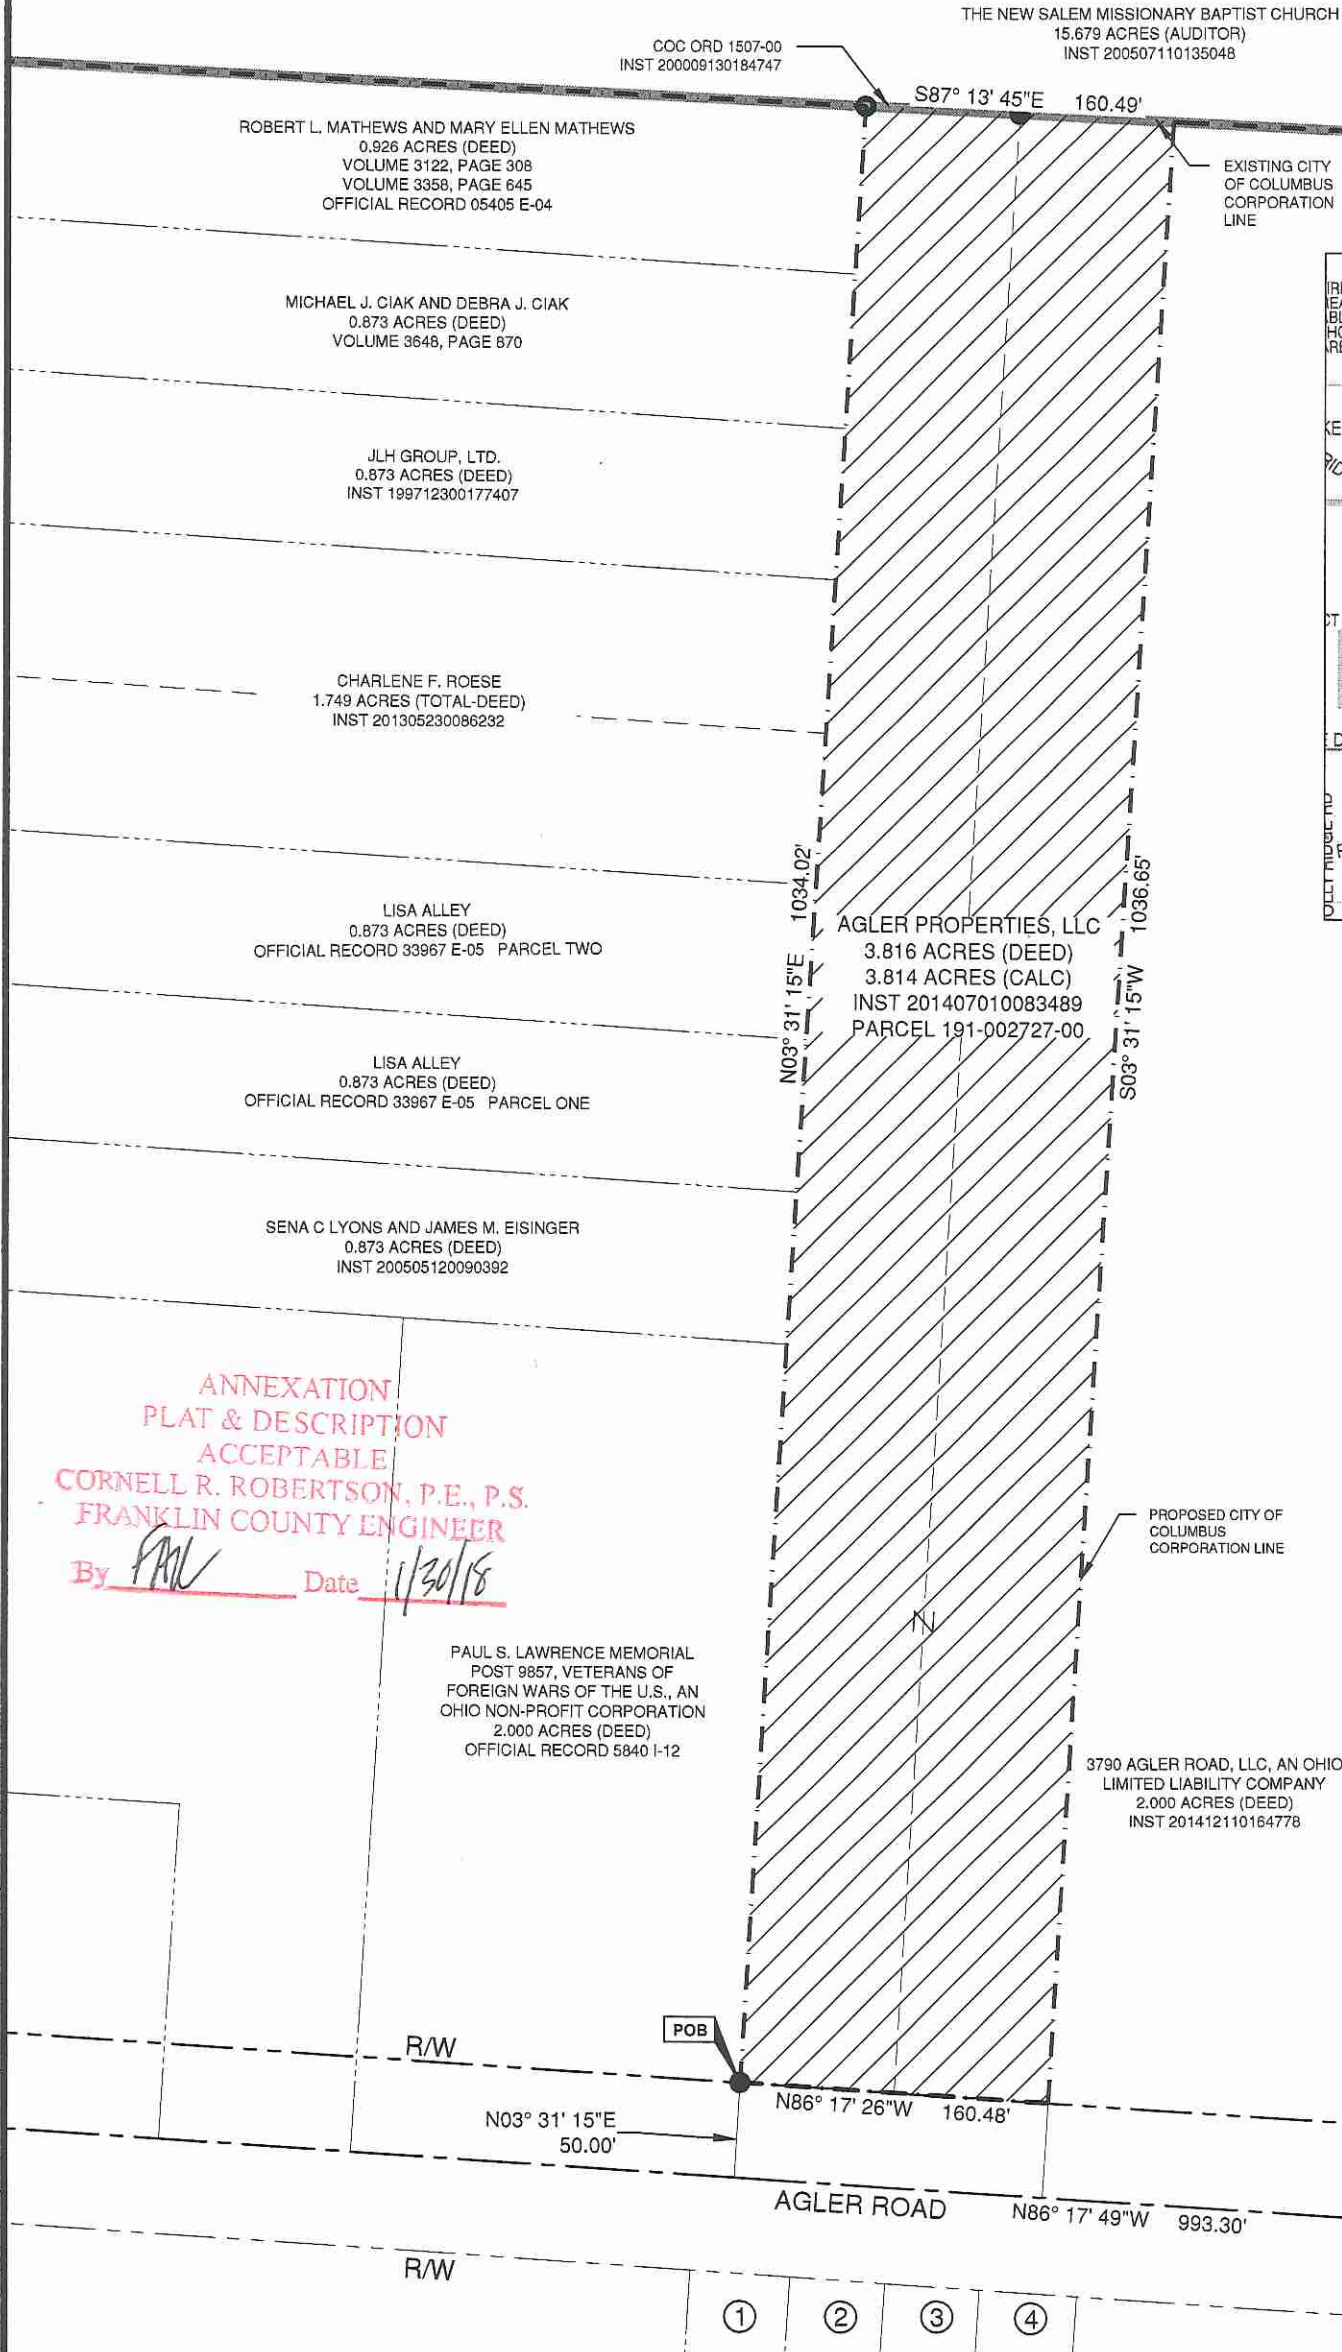 THE NEW SALEM MISSIONARY BAPTIST CHURCH
15.679 ACRES (AUDITOR)
INST 200507110135048
COC ORD 1507-00
INST 200009130184747
S87° 13' 45"E 160.49'
EXISTING CITY
OF COLUMBUS
CORPORATION
LINE
ROBERT L. MATHEWS AND MARY ELLEN MATHEWS
0.926 ACRES (DEED)
VOLUME 3122, PAGE 308
VOLUME 3358, PAGE 645
OFFICIAL RECORD 05405 E-04
MICHAEL J. CIAK AND DEBRA J. CIAK
0.873 ACRES (DEED)
VOLUME 3648, PAGE 870
JLH GROUP, LTD.
0.873 ACRES (DEED)
INST 199712300177407
CHARLENE F. ROESE
1.749 ACRES (TOTAL-DEED)
INST 201305230086232
LISA ALLEY
0.873 ACRES (DEED)
OFFICIAL RECORD 33967 E-05 PARCEL TWO
N03° 31' 15"E 1034.02'
AGLER PROPERTIES, LLC
3.816 ACRES (DEED)
3.814 ACRES (CALC)
INST 201407010083489
PARCEL 191-002727-00
S03° 31' 15"W 1036.65'
LISA ALLEY
0.873 ACRES (DEED)
OFFICIAL RECORD 33967 E-05 PARCEL ONE
SENA C LYONS AND JAMES M. EISINGER
0.873 ACRES (DEED)
INST 200505120090392
ANNEXATION
PLAT & DESCRIPTION
ACCEPTABLE
CORNELL R. ROBERTSON, P.E., P.S.
FRANKLIN COUNTY ENGINEER
By Date 1/30/18
PROPOSED CITY OF
COLUMBUS
CORPORATION LINE
Z
PAUL S. LAWRENCE MEMORIAL
POST 9857, VETERANS OF
FOREIGN WARS OF THE U.S., AN
OHIO NON-PROFIT CORPORATION
2.000 ACRES (DEED)
OFFICIAL RECORD 5840 I-12
3790 AGLER ROAD, LLC, AN OHIO
LIMITED LIABILITY COMPANY
2.000 ACRES (DEED)
INST 201412110164778
POB
R/W
N86° 17' 26"W 160.48'
N03° 31' 15"E
50.00'
AGLER ROAD
N86° 17' 49"W 993.30'
R/W
1 2 3 4